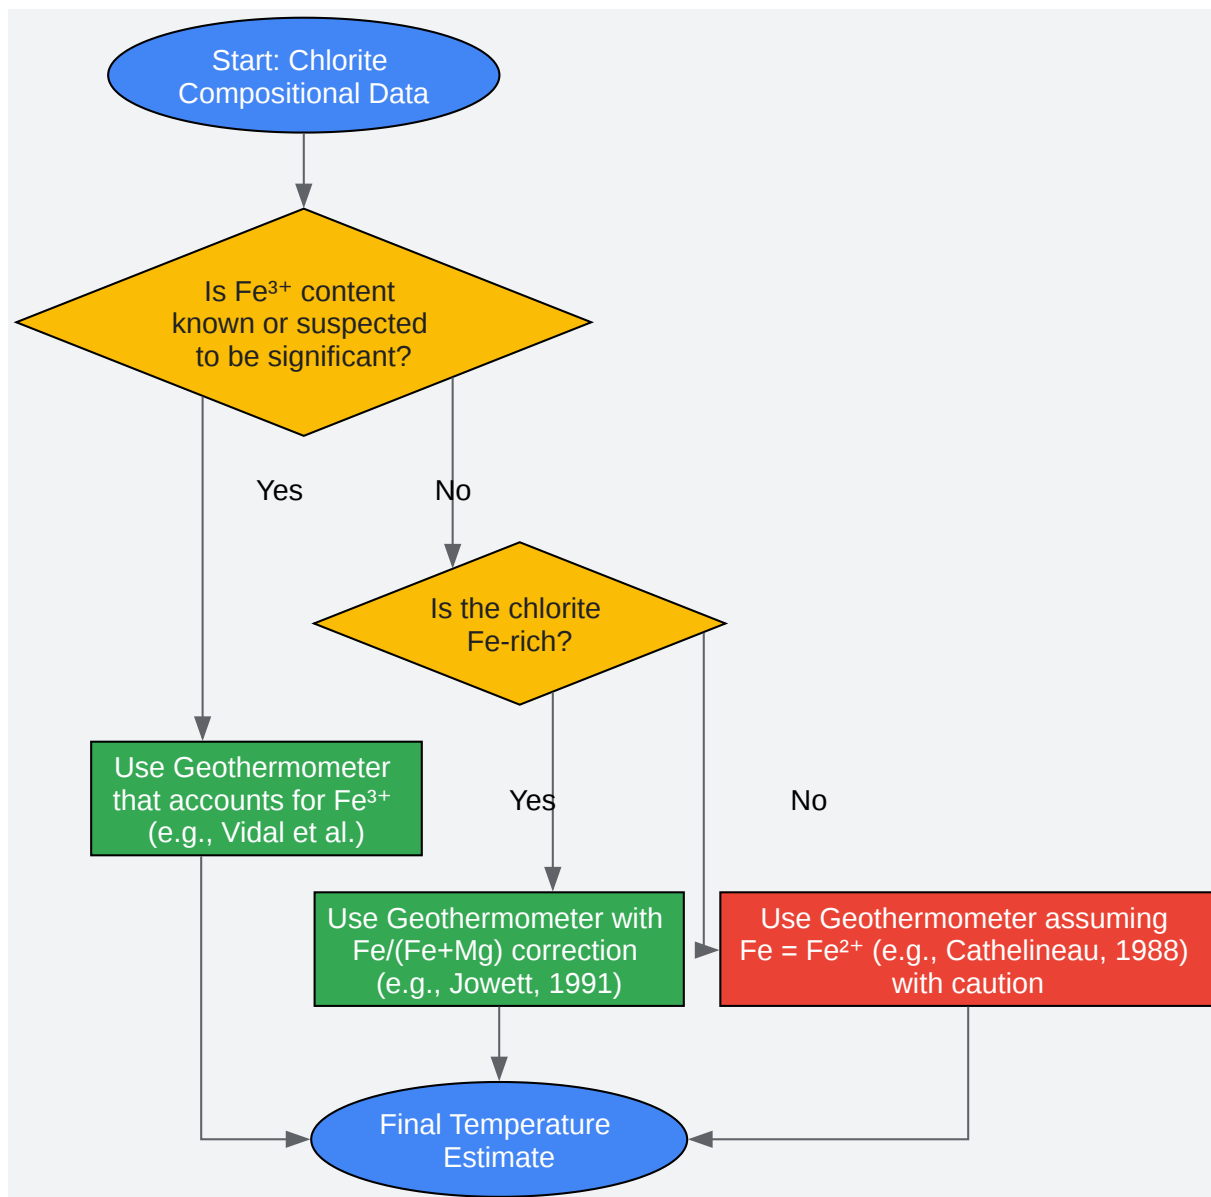 Start: Chlorite
Compositional Data
Is Fe³⁺ content
known or suspected
to be significant?
Yes
No
Is the chlorite
Fe-rich?
Use Geothermometer
that accounts for Fe³⁺
(e.g., Vidal et al.)
Yes
No
Use Geothermometer with
Fe/(Fe+Mg) correction
(e.g., Jowett, 1991)
Use Geothermometer assuming
Fe = Fe²⁺ (e.g., Cathelineau, 1988)
with caution
Final Temperature
Estimate